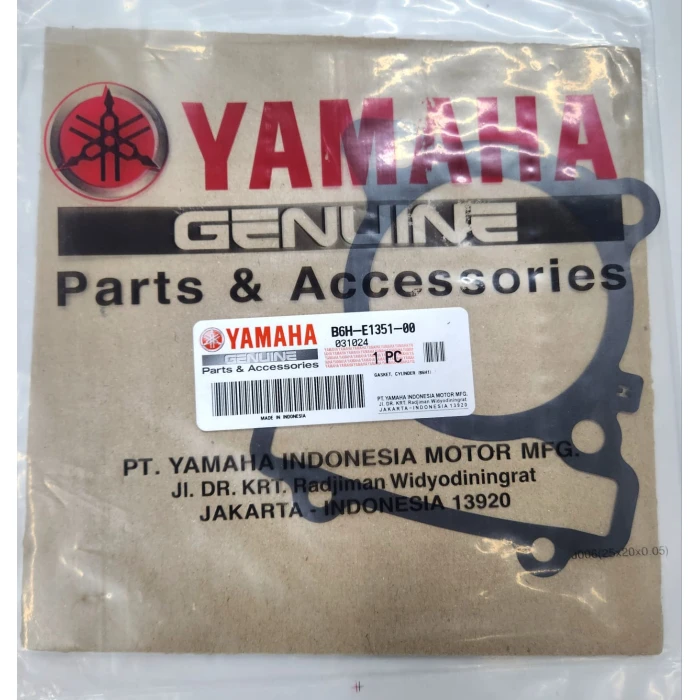 YAMAHA
GENUINE
Parts & Accessories
YAMAHA
GENUINE
Parts & Accessories
B6H-E1351-00
031024
1 PC
GASKET, CYLINDER
MADE IN INDONESIA
PT. YAMAHA INDONESIA MOTOR MFG.
JL. DR. KRT. Radjiman Widyodiningrat
JAKARTA - INDONESIA 13920
PT. YAMAHA INDONESIA MOTOR MFG.
Jl. DR. KRT. Radjiman Widyodiningrat
JAKARTA - INDONESIA 13920
(25x20x0.05)